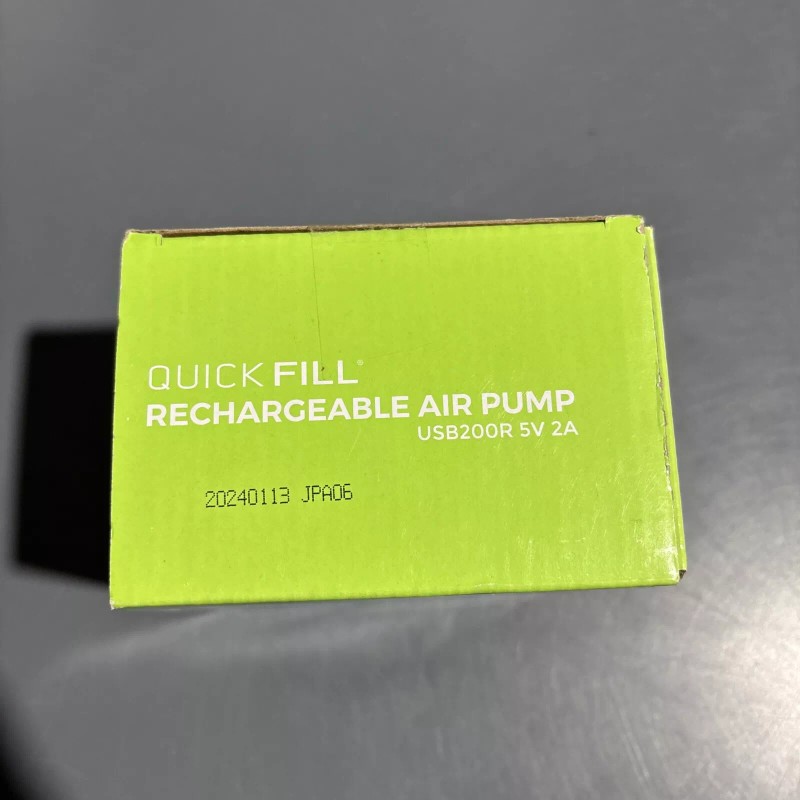 QUICK FILL®
RECHARGEABLE AIR PUMP
USB200R 5V 2A
20240113 JPA06